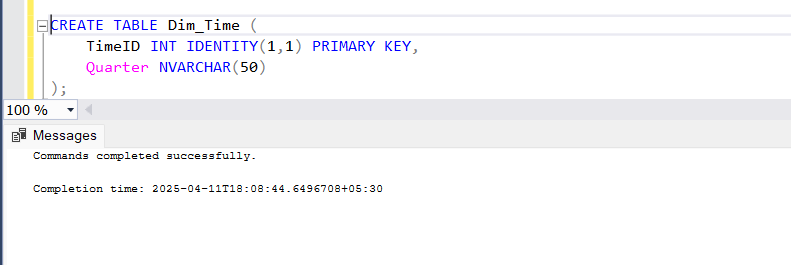 CREATE TABLE Dim_Time (
TimeID INT IDENTITY(1,1) PRIMARY KEY,
Quarter NVARCHAR(50)
);
100 %
Messages
Commands completed successfully.
Completion time: 2025-04-11T18:08:44.6496708+05:30